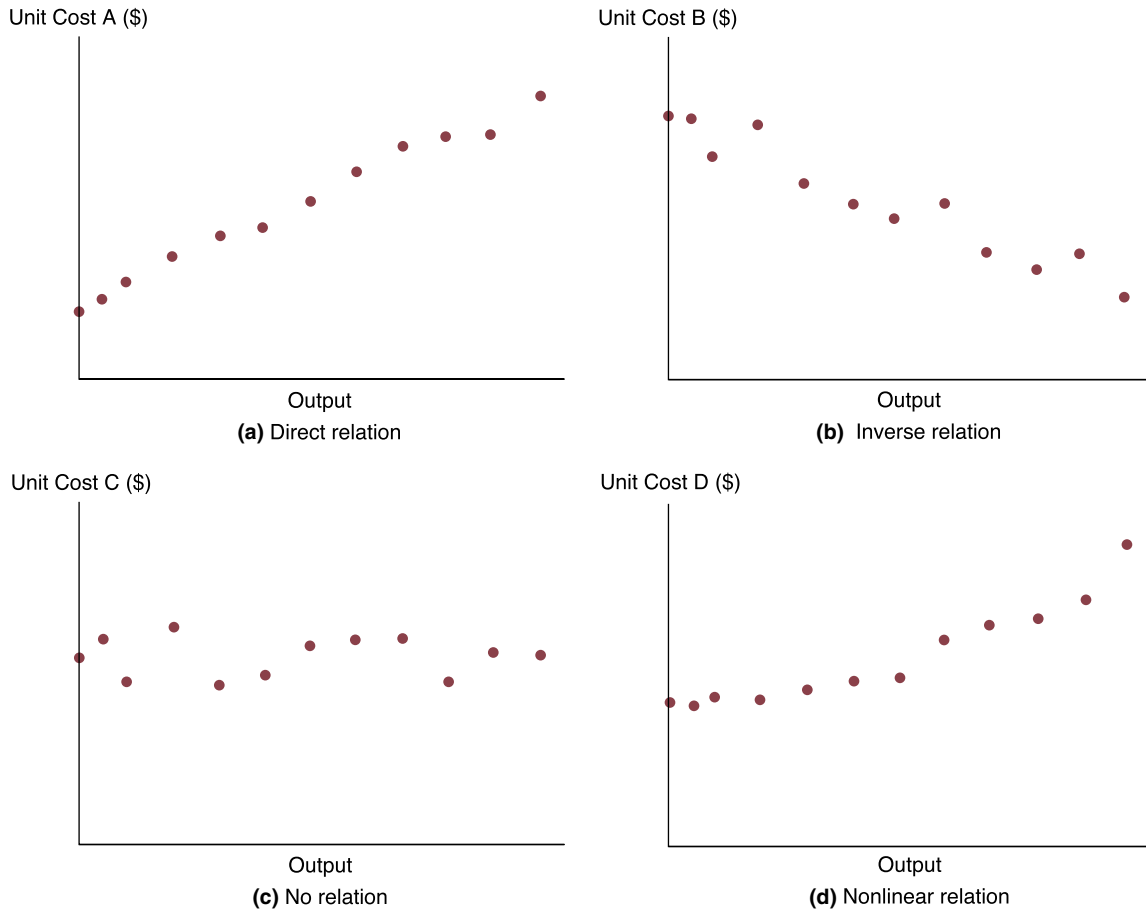 Unit Cost A ($)
Output
(a) Direct relation
Unit Cost B ($)
Output
(b) Inverse relation
Unit Cost C ($)
Output
(c) No relation
Unit Cost D ($)
Output
(d) Nonlinear relation